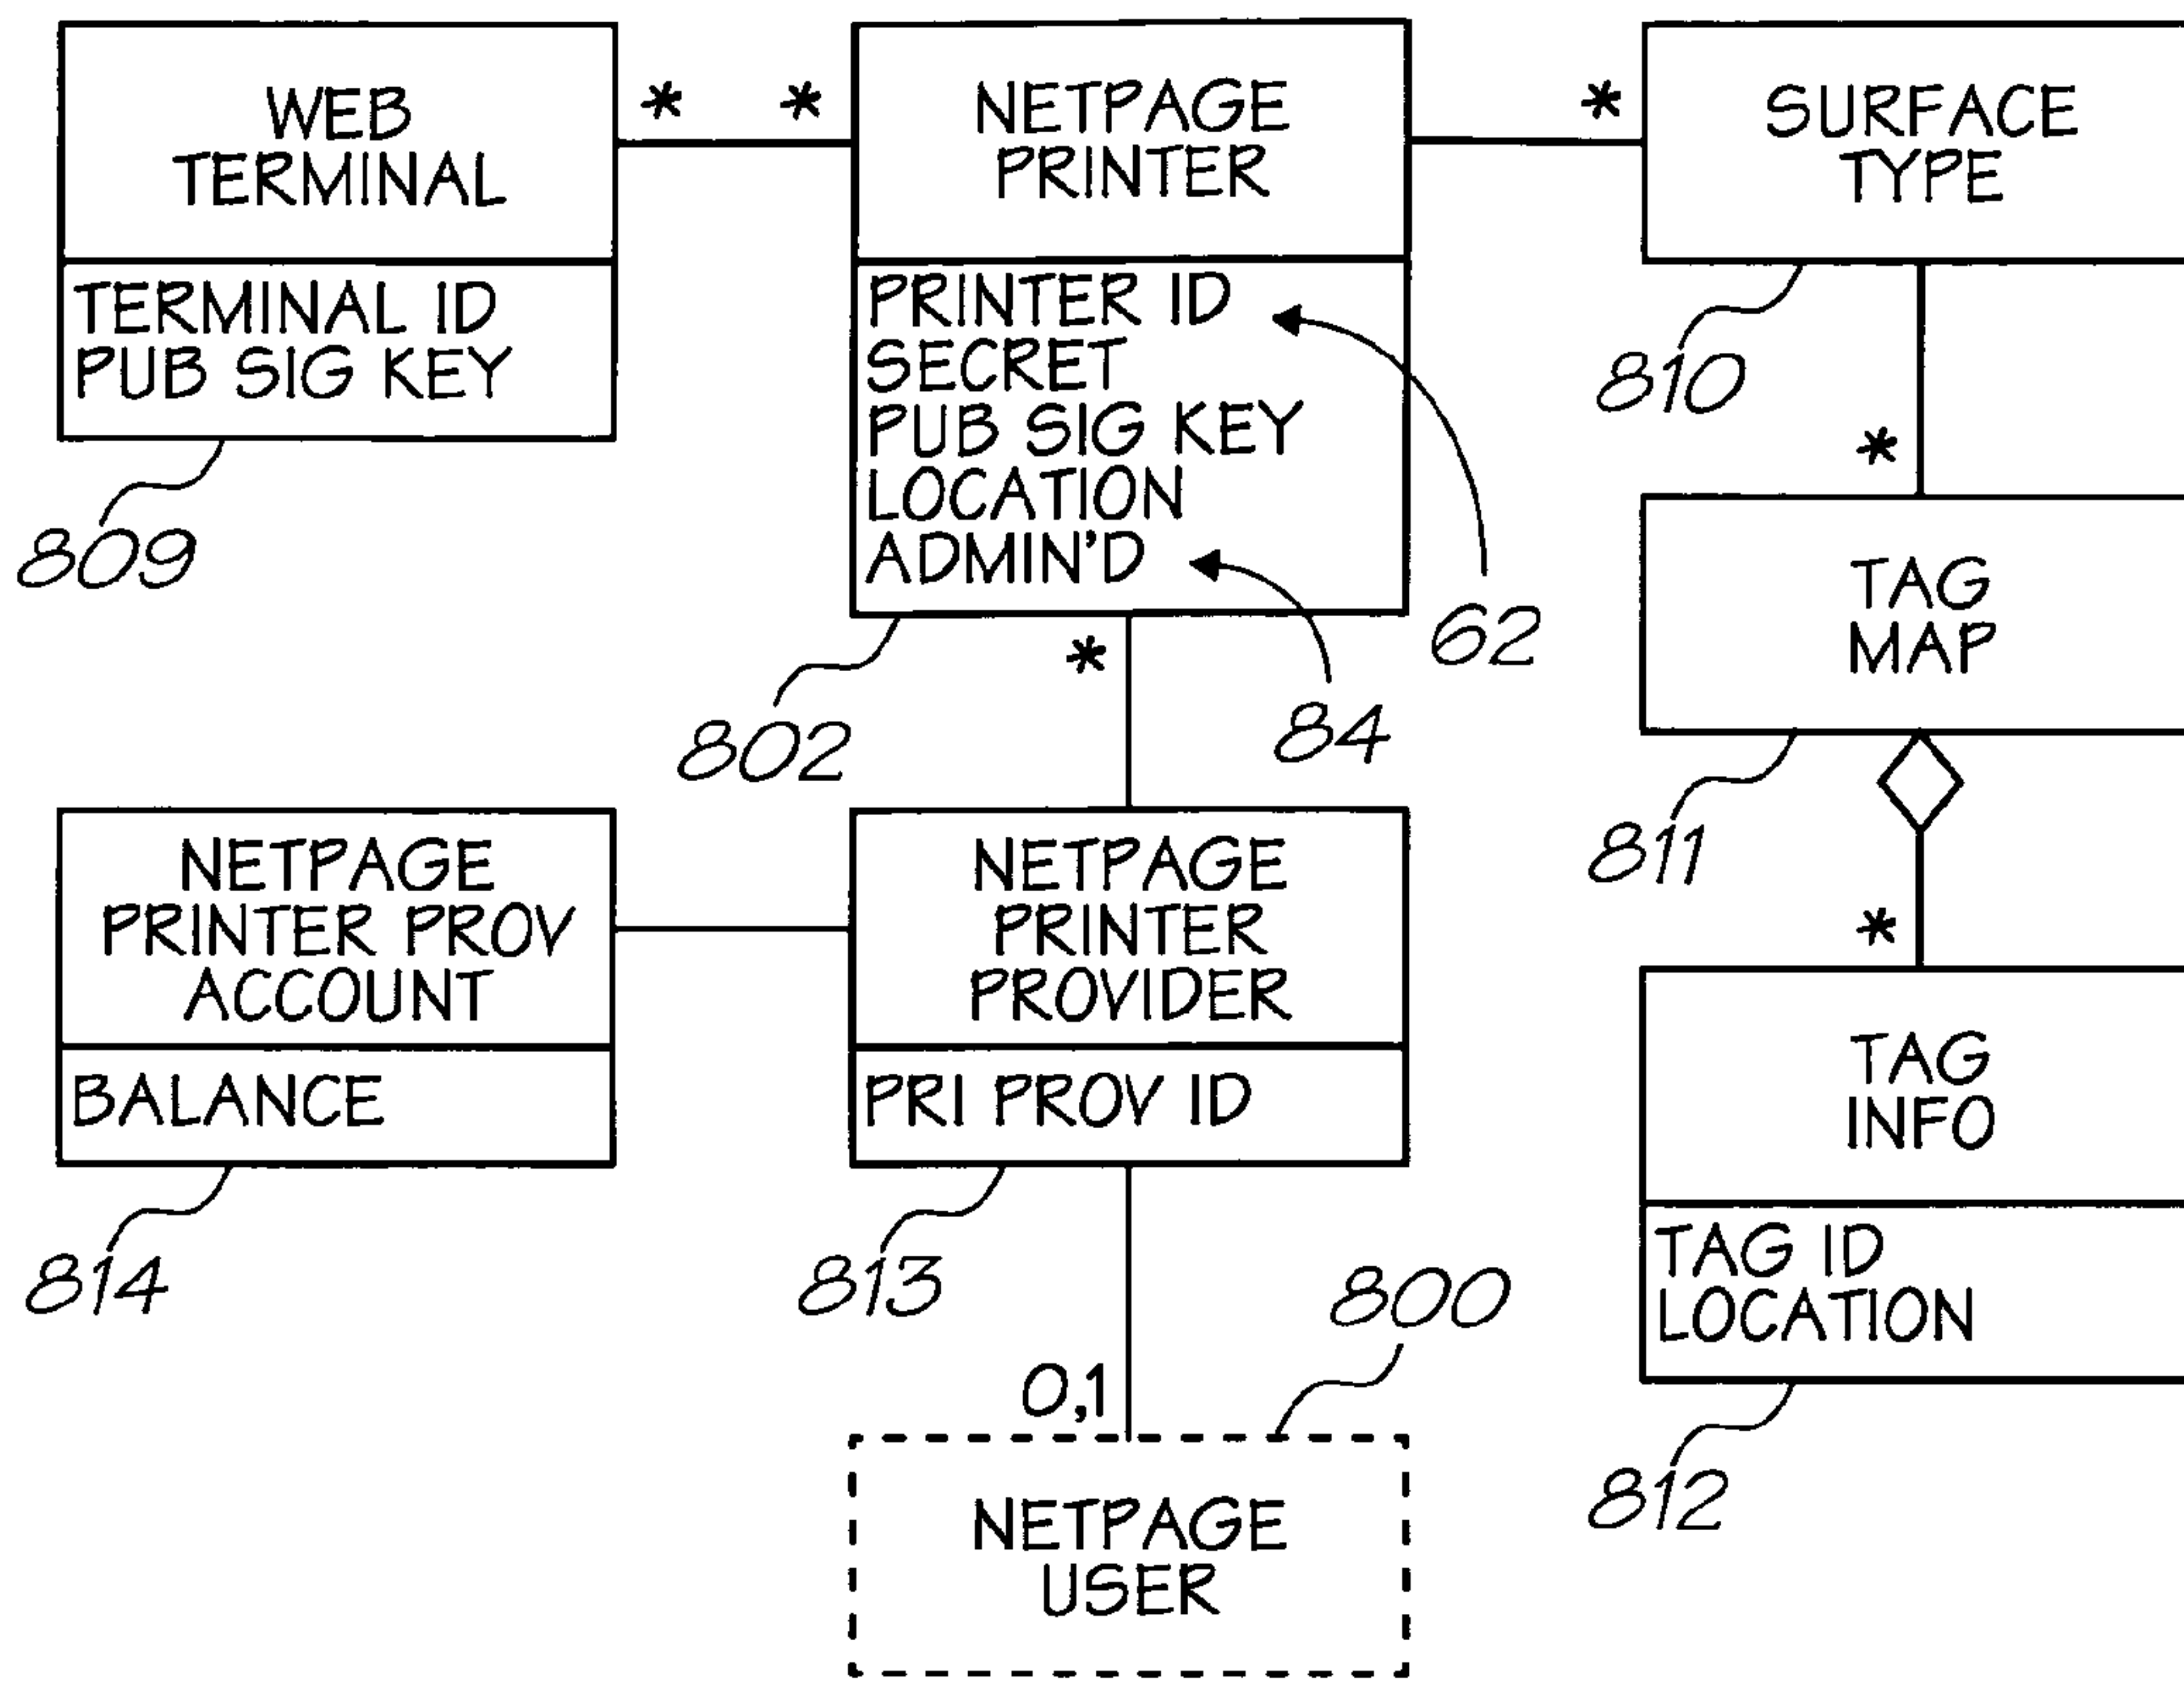 WEB
TERMINAL
TERMINAL ID
PUB SIG KEY
809
*
*
NETPAGE
PRINTER
PRINTER ID
SECRET
PUB SIG KEY
LOCATION
ADMIN'D
62
84
802
*
*
SURFACE
TYPE
810
*
TAG
MAP
811
*
TAG
INFO
TAG ID
LOCATION
812
NETPAGE
PRINTER PROV
ACCOUNT
BALANCE
814
NETPAGE
PRINTER
PROVIDER
PRI PROV ID
813
800
0,1
NETPAGE
USER